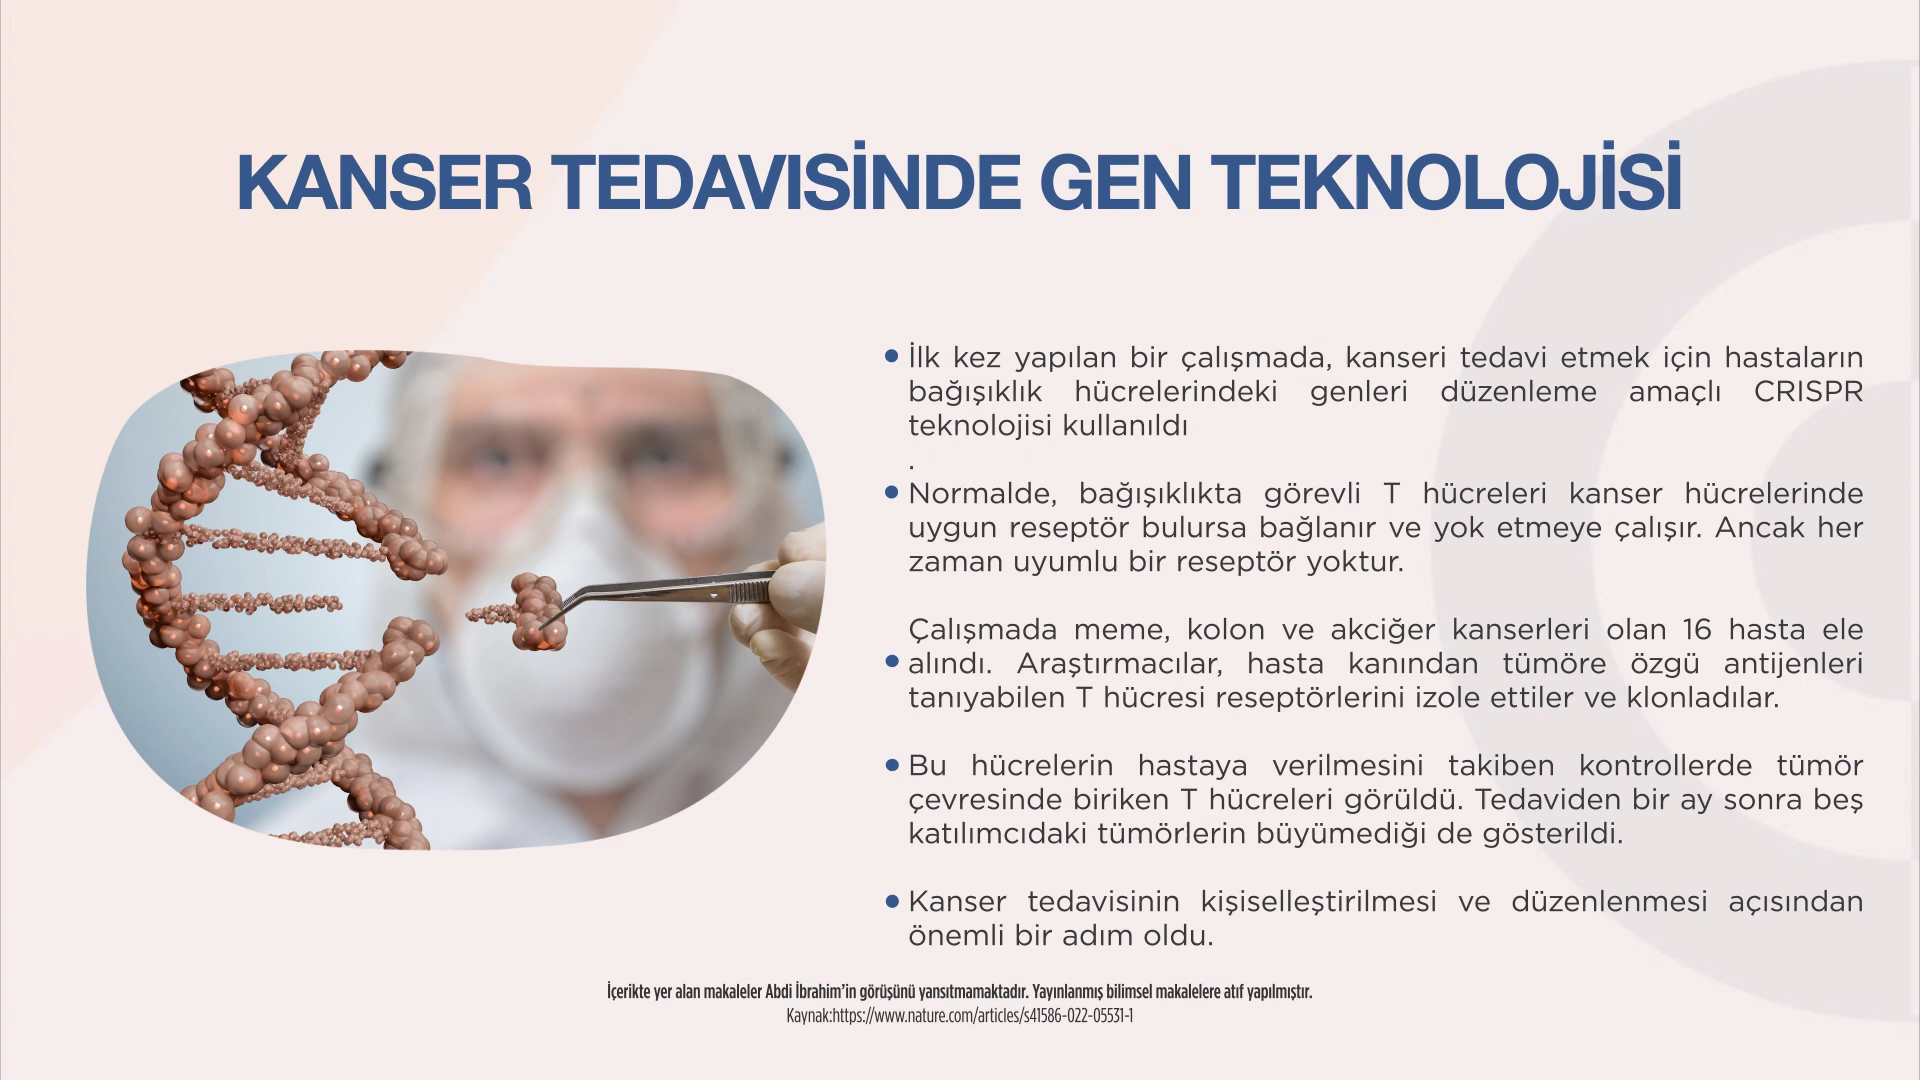 KANSER TEDAVISİNDE GEN TEKNOLOJİSİ
• İlk kez yapılan bir çalışmada, kanseri tedavi etmek için hastaların
bağışıklık hücrelerindeki genleri düzenleme amaçlı CRISPR
teknolojisi kullanıldı
.
• Normalde, bağışıklıkta görevli T hücreleri kanser hücrelerinde
uygun reseptör bulursa bağlanır ve yok etmeye çalışır. Ancak her
zaman uyumlu bir reseptör yoktur.
Çalışmada meme, kolon ve akciğer kanserleri olan 16 hasta ele
• alındı. Araştırmacılar, hasta kanından tümöre özgü antijenleri
tanıyabilen T hücresi reseptörlerini izole ettiler ve klonladılar.
• Bu hücrelerin hastaya verilmesini takiben kontrollerde tümör
çevresinde biriken T hücreleri görüldü. Tedaviden bir ay sonra beş
katılımcıdaki tümörlerin büyümediği de gösterildi.
• Kanser tedavisinin kişiselleştirilmesi ve düzenlenmesi açısından
önemli bir adım oldu.
İçerikte yer alan makaleler Abdi İbrahim'in görüşünü yansıtmamaktadır. Yayınlanmış bilimsel makalelere atıf yapılmıştır.
Kaynak:https://www.nature.com/articles/s41586-022-05531-1